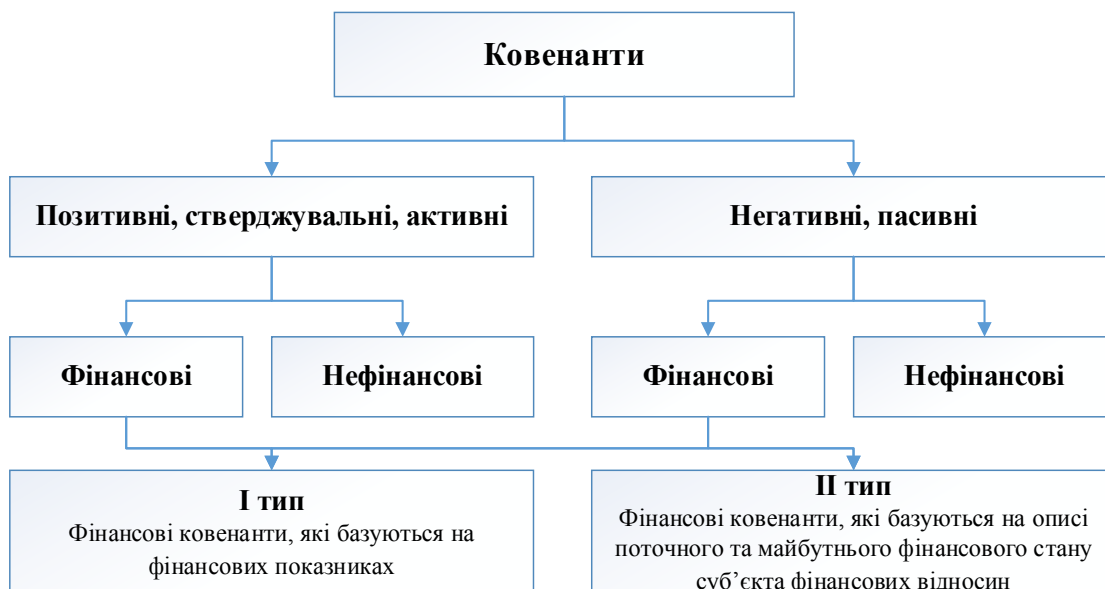 Ковенанти
Позитивні, стверджувальні, активні
Негативні, пасивні
Фінансові
Нефінансові
Фінансові
Нефінансові
І тип
Фінансові ковенанти, які базуються на
фінансових показниках
ІІ тип
Фінансові ковенанти, які базуються на описі
поточного та майбутнього фінансового стану
суб’єкта фінансових відносин